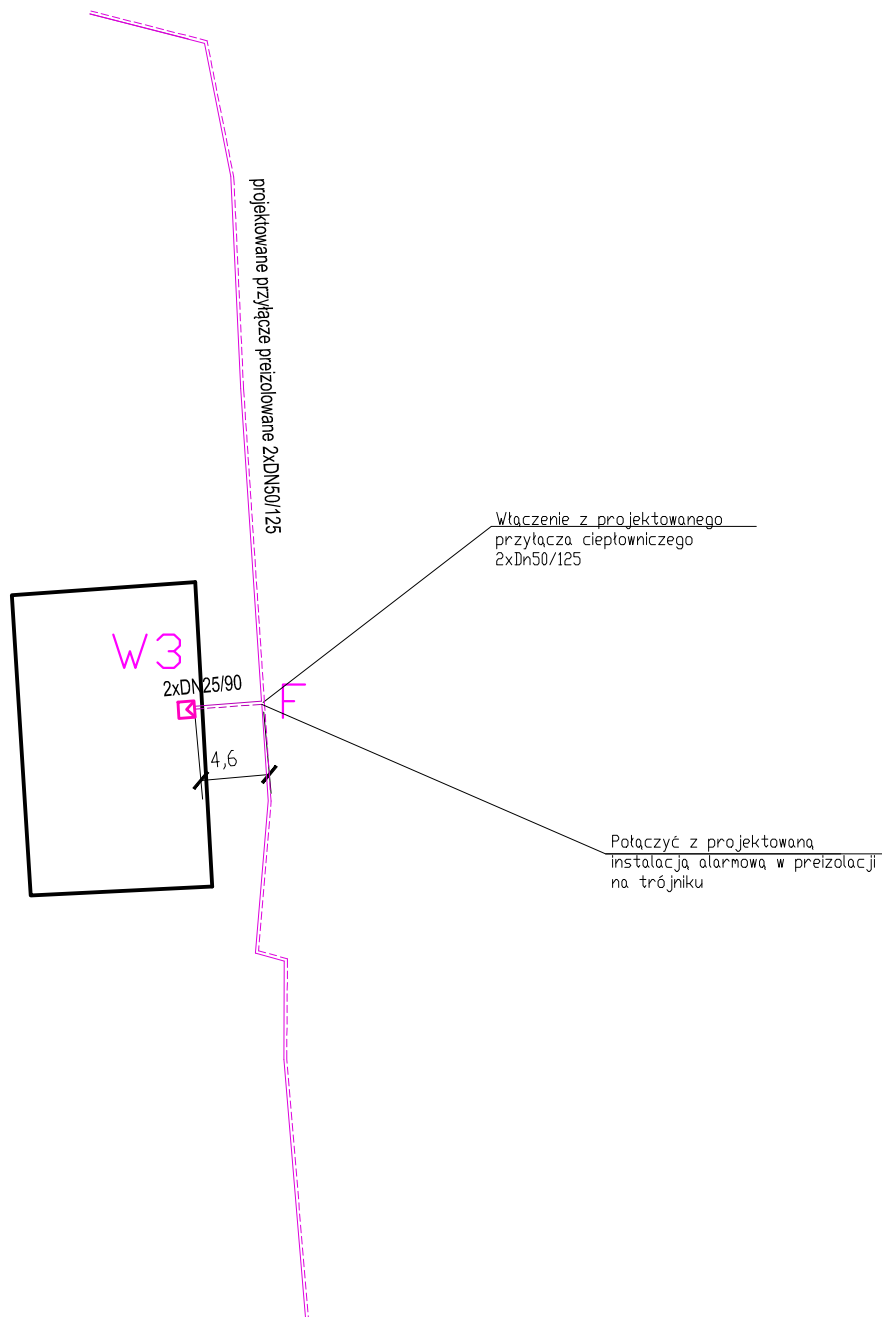 projektowane przyłącze preizolowane 2xDN50/125
Włączenie z projektowanego
przyłącza ciepłowniczego
2xDn50/125
W3
2xDN25/90
F
4,6
Połączyć z projektowaną
instalacją alarmową w preizolacji
na trójniku